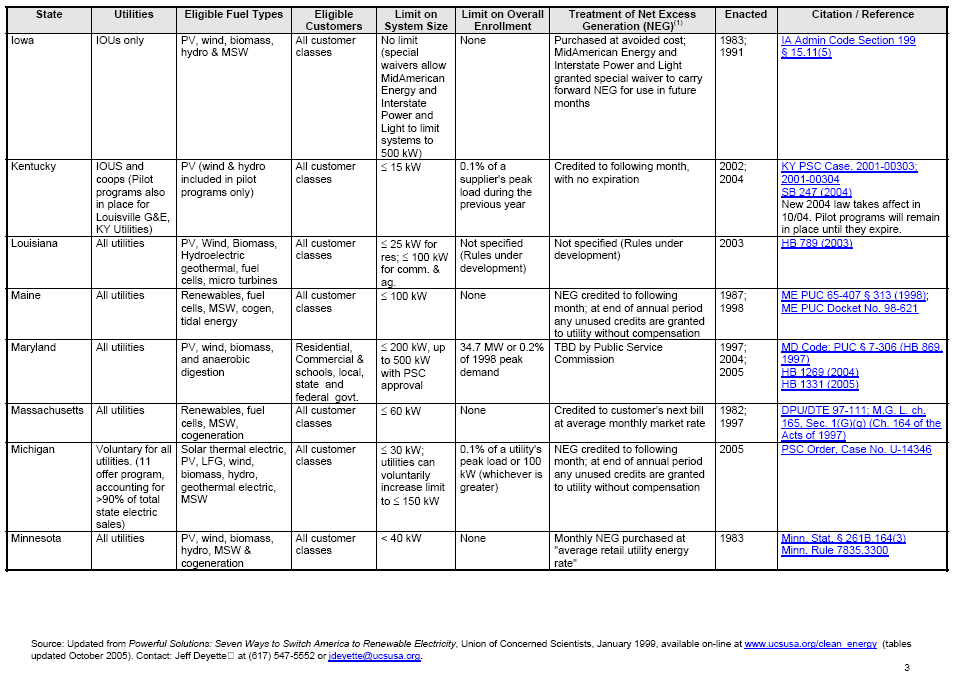 State Utilities Eligible Fuel Types Eligible Customers Limit on System Size Limit on Overall Enrollment Treatment of Net Excess Generation (NEG)(1) Enacted Citation / Reference
Iowa
IOUs only
PV, wind, biomass,
hydro & MSW
All customer
classes
No limit
(special
waivers allow
MidAmerican
Energy and
Interstate
Power and
Light to limit
systems to
500 kW)
None
Purchased at avoided cost;
MidAmerican Energy and
Interstate Power and Light
granted special waiver to carry
forward NEG for use in future
months
1983;
1991
IA Admin Code Section 199
§ 15.11(5)
Kentucky
IOUS and
coops (Pilot
programs also
in place for
Louisville G&E,
KY Utilities)
PV (wind & hydro
included in pilot
programs only)
All customer
classes
≤ 15 kW
0.1% of a
supplier's peak
load during the
previous year
Credited to following month,
with no expiration
2002;
2004
KY PSC Case. 2001-00303;
2001-00304
SB 247 (2004)
New 2004 law takes affect in
10/04. Pilot programs will remain
in place until they expire.
Louisiana
All utilities
PV, Wind, Biomass,
Hydroelectric
geothermal, fuel
cells, micro turbines
All customer
classes
≤ 25 kW for
res; ≤ 100 kW
for comm. &
ag.
Not specified
(Rules under
development)
Not specified (Rules under
development)
2003
HB 789 (2003)
Maine
All utilities
Renewables, fuel
cells, MSW, cogen,
tidal energy
All customer
classes
≤ 100 kW
None
NEG credited to following
month; at end of annual period
any unused credits are granted
to utility without compensation
1987;
1998
ME PUC 65-407 § 313 (1998);
ME PUC Docket No. 98-621
Maryland
All utilities
PV, wind, biomass,
and anaerobic
digestion
Residential,
Commercial &
schools, local,
state and
federal govt.
≤ 200 kW, up
to 500 kW
with PSC
approval
34.7 MW or 0.2%
of 1998 peak
demand
TBD by Public Service
Commission
1997;
2004;
2005
MD Code: PUC § 7-306 (HB 869,
1997)
HB 1269 (2004)
HB 1331 (2005)
Massachusetts
All utilities
Renewables, fuel
cells, MSW,
cogeneration
All customer
classes
≤ 60 kW
None
Credited to customer's next bill
at average monthly market rate
1982;
1997
DPU/DTE 97-111; M.G. L. ch.
165, Sec. 1(G)(g) (Ch. 164 of the
Acts of 1997)
Michigan
Voluntary for all
utilities. (11
offer program,
accounting for
>90% of total
state electric
sales)
Solar thermal electric,
PV, LFG, wind,
biomass, hydro,
geothermal electric,
MSW
All customer
classes
≤ 30 kW;
utilities can
voluntarily
increase limit
to ≤ 150 kW
0.1% of a utility's
peak load or 100
kW (whichever is
greater)
NEG credited to following
month; at end of annual period
any unused credits are granted
to utility without compensation
2005
PSC Order, Case No. U-14346
Minnesota
All utilities
PV, wind, biomass,
hydro, MSW &
cogeneration
All customer
classes
< 40 kW
None
Monthly NEG purchased at
"average retail utility energy
rate"
1983
Minn. Stat. § 261B.164(3)
Minn. Rule 7835.3300
Source: Updated from Powerful Solutions: Seven Ways to Switch America to Renewable Electricity, Union of Concerned Scientists, January 1999, available on-line at www.ucsusa.org/clean_energy (tables
updated October 2005). Contact: Jeff Deyette□ at (617) 547-5552 or jdeyette@ucsusa.org.
3